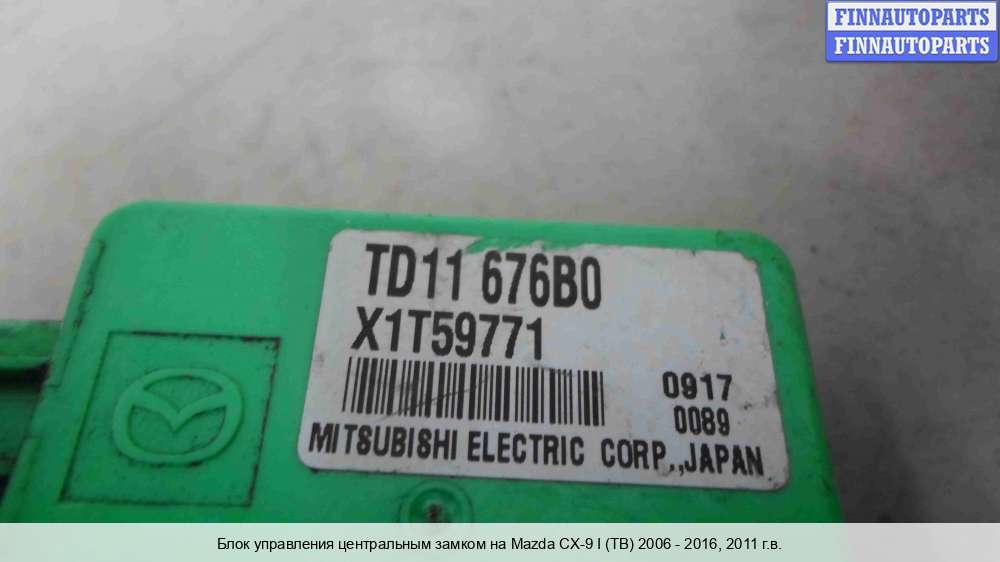 FINNAUTOPARTS
FINNAUTOPARTS
TD11 676B0
X1T59771
0917
0089
MITSUBISHI ELECTRIC CORP.,JAPAN
Блок управления центральным замком на Mazda CX-9 I (TB) 2006 - 2016, 2011 г.в.